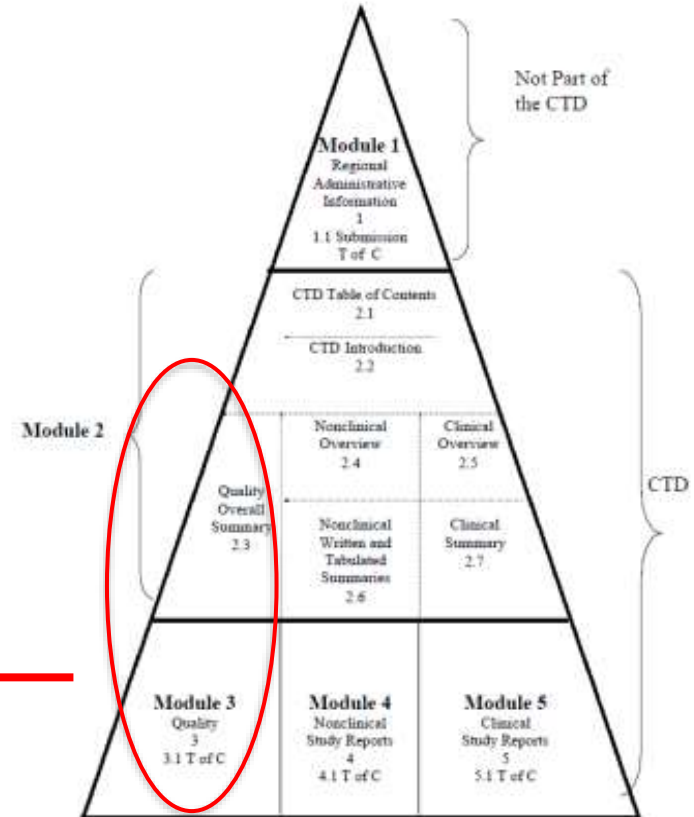 Not Part of
the CTD
Module 1
Regional
Administrative
Information
1
1.1 Submission
T of C
CTD Table of Contents
2.1
CTD Introduction
2.2
Module 2
Nonclinical
Overview
2.4
Clinical
Overview
2.5
CTD
Quality
Overall
Summary
2.3
Nonclinical
Written and
Tabulated
Summaries
2.6
Clinical
Summary
2.7
Module 3
Quality
3
3.1 T of C
Module 4
Nonclinical
Study Reports
4
4.1 T of C
Module 5
Clinical
Study Reports
5
5.1 T of C